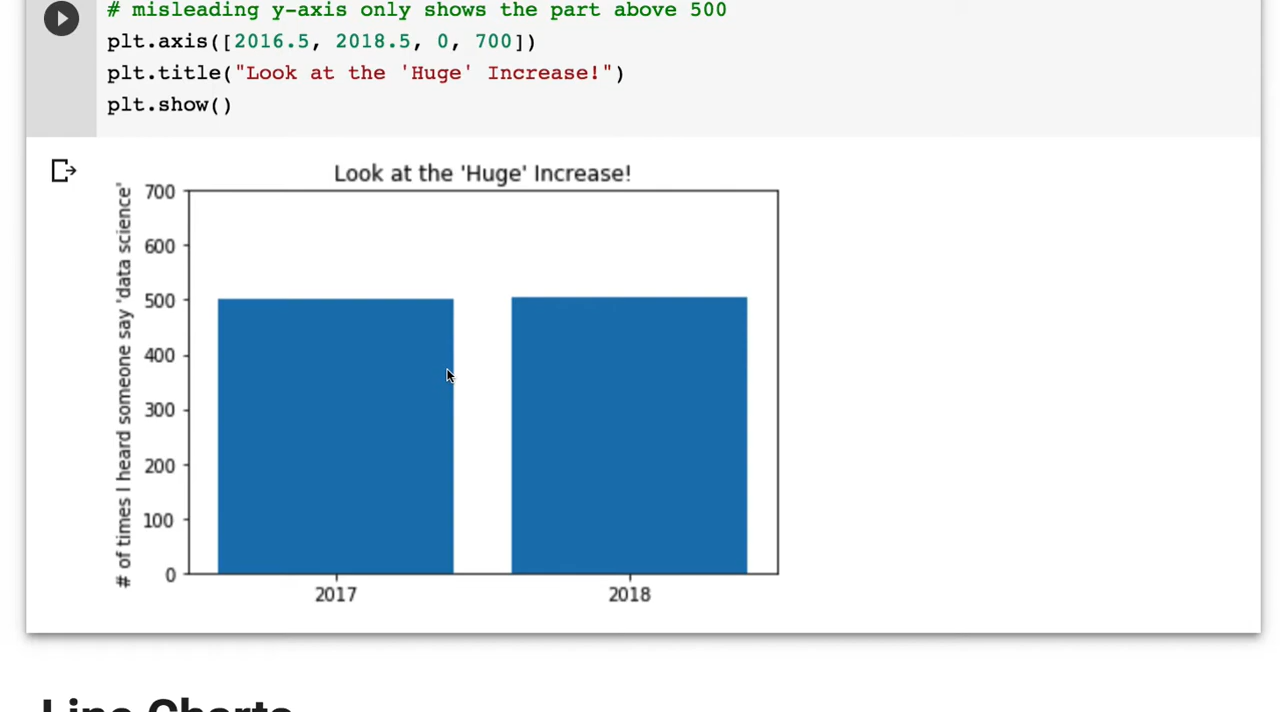 # misleading y-axis only shows the part above 500
plt.axis([2016.5, 2018.5, 0, 700])
plt.title("Look at the 'Huge' Increase!")
plt.show()
Look at the 'Huge' Increase!
# of times I heard someone say 'data science'
700
600
500
400
300
200
100
0
2017
2018
Line Charts